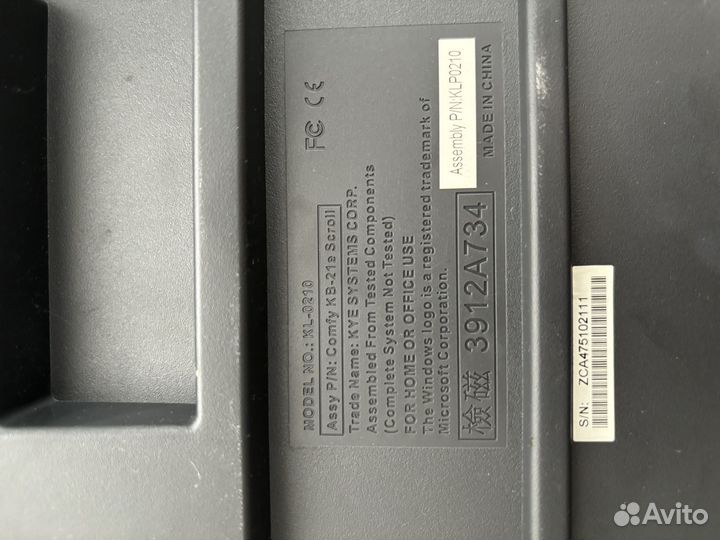 MODEL NO.: KL-0210
Assy P/N: Comfy KB-21e Scroll
Trade Name: KYE SYSTEMS CORP.
Assembled From Tested Components
(Complete System Not Tested)
FOR HOME OR OFFICE USE
The Windows logo is a registered trademark of
Microsoft Corporation.
檢磁 3912A734
FC CE
Assembly P/N:KLP0210
MADE IN CHINA
S/N: ZCA475102111
Avito